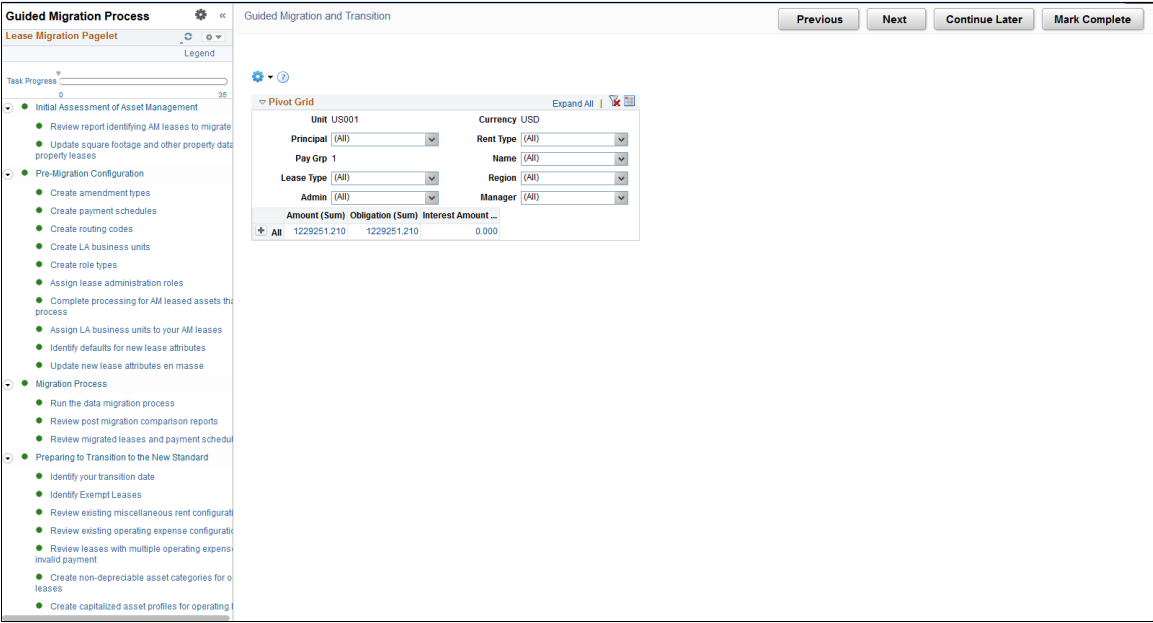 Guided Migration Process «
Guided Migration and Transition
Previous Next Continue Later Mark Complete
Lease Migration Pagelet
Legend
Task Progress
0 35
Initial Assessment of Asset Management
Review report identifying AM leases to migrate
Update square footage and other property data
property leases
Pre-Migration Configuration
Create amendment types
Create payment schedules
Create routing codes
Create LA business units
Create role types
Assign lease administration roles
Complete processing for AM leased assets tha
process
Assign LA business units to your AM leases
Identify defaults for new lease attributes
Update new lease attributes en masse
Migration Process
Run the data migration process
Review post migration comparison reports
Review migrated leases and payment schedul
Preparing to Transition to the New Standard
Identify your transition date
Identify Exempt Leases
Review existing miscellaneous rent configurati
Review existing operating expense configuratio
Review leases with multiple operating expense
invalid payment
Create non-depreciable asset categories for o
leases
Create capitalized asset profiles for operating l
Pivot Grid Expand All |
Unit US001 Currency USD
Principal (All) Rent Type (All)
Pay Grp 1 Name (All)
Lease Type (All) Region (All)
Admin (All) Manager (All)
Amount (Sum) Obligation (Sum) Interest Amount ...
All 1229251.210 1229251.210 0.000